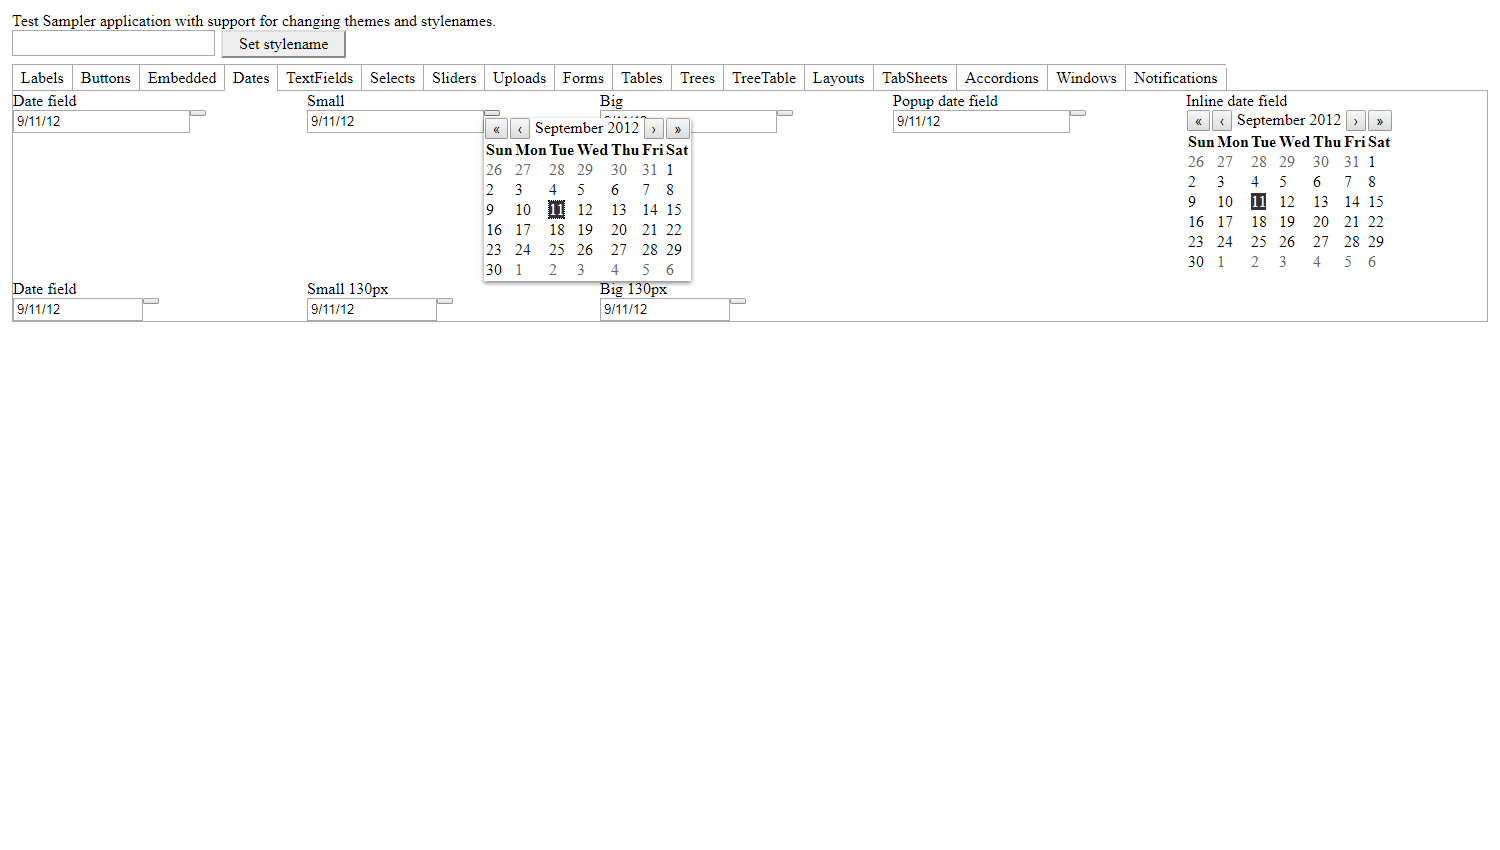 Test Sampler application with support for changing themes and stylenames.
Set stylename
Labels Buttons Embedded Dates TextFields Selects Sliders Uploads Forms Tables Trees TreeTable Layouts TabSheets Accordions Windows Notifications
Date field
9/11/12
Small
9/11/12
Big
« ‹ September 2012 › »
Sun Mon Tue Wed Thu Fri Sat
26 27 28 29 30 31 1
2 3 4 5 6 7 8
9 10 11 12 13 14 15
16 17 18 19 20 21 22
23 24 25 26 27 28 29
30 1 2 3 4 5 6
Popup date field
9/11/12
Inline date field
« ‹ September 2012 › »
Sun Mon Tue Wed Thu Fri Sat
26 27 28 29 30 31 1
2 3 4 5 6 7 8
9 10 11 12 13 14 15
16 17 18 19 20 21 22
23 24 25 26 27 28 29
30 1 2 3 4 5 6
Date field
9/11/12
Small 130px
9/11/12
Big 130px
9/11/12